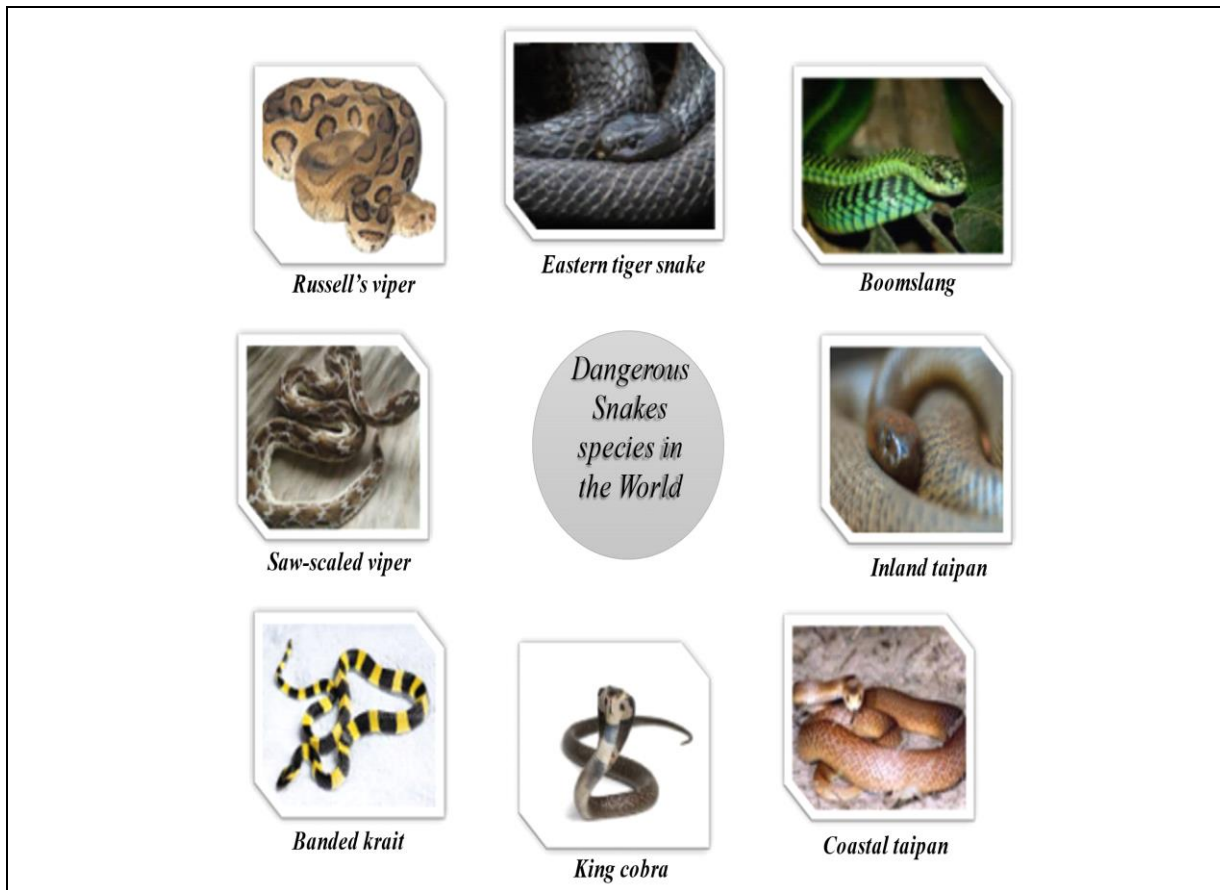 Eastern tiger snake
Russell's viper
Boomslang
Dangerous
Snakes
species in
the World
Saw-scaled viper
Inland taipan
Banded krait
King cobra
Coastal taipan